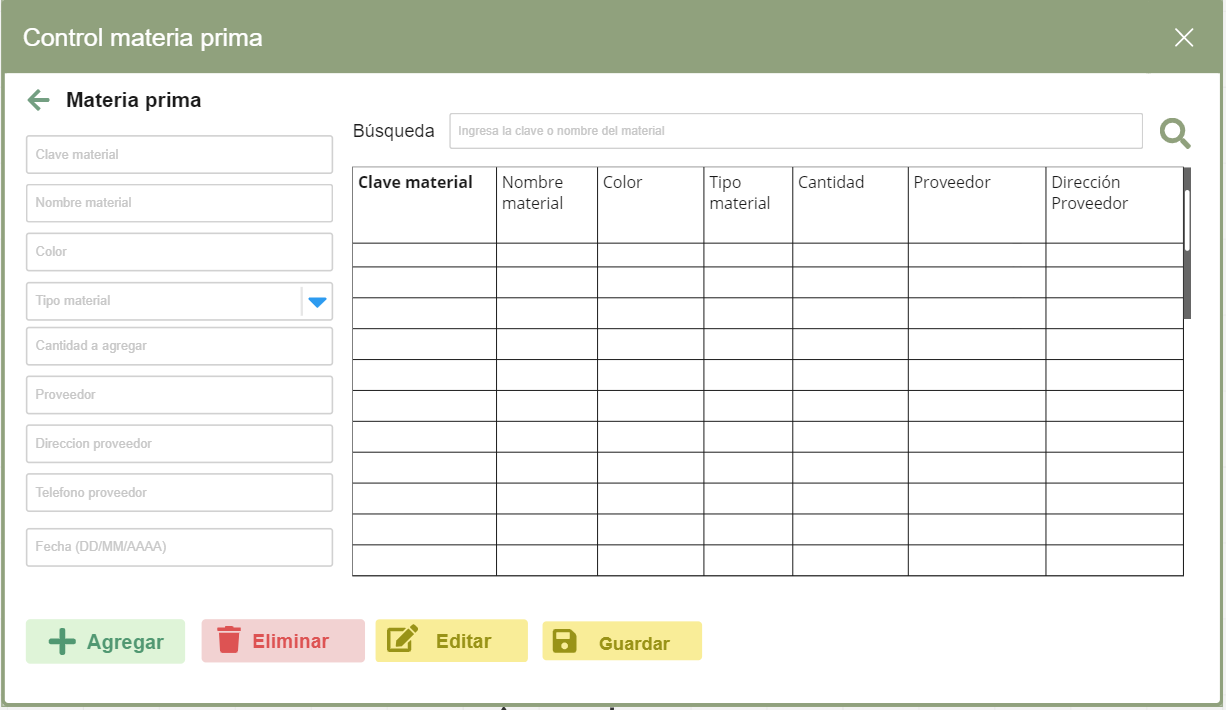 Control materia prima
Materia prima
Búsqueda
Ingresa la clave o nombre del material
Clave material
Nombre material
Color
Tipo material
Cantidad a agregar
Proveedor
Direccion proveedor
Telefono proveedor
Fecha (DD/MM/AAAA)
Clave material
Nombre
material
Color
Tipo
material
Cantidad
Proveedor
Dirección
Proveedor
Agregar
Eliminar
Editar
Guardar